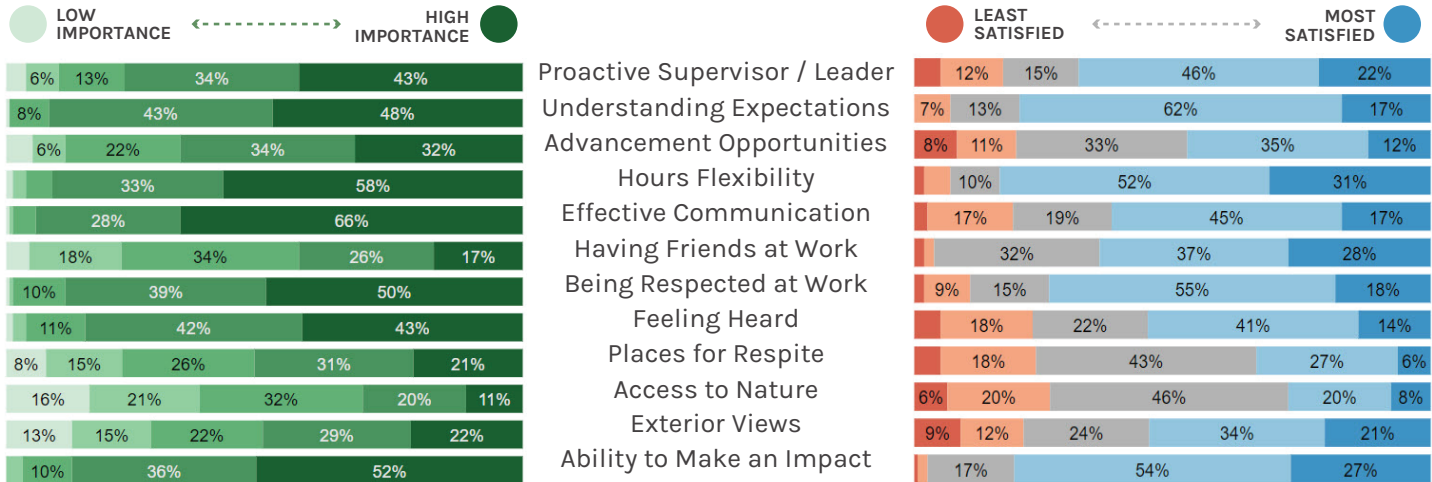 LOW IMPORTANCE HIGH IMPORTANCE LEAST SATISFIED MOST SATISFIED
6% 13% 34% 43% Proactive Supervisor / Leader 12% 15% 46% 22%
8% 43% 48% Understanding Expectations 7% 13% 62% 17%
6% 22% 34% 32% Advancement Opportunities 8% 11% 33% 35% 12%
33% 58% Hours Flexibility 10% 52% 31%
28% 66% Effective Communication 17% 19% 45% 17%
18% 34% 26% 17% Having Friends at Work 32% 37% 28%
10% 39% 50% Being Respected at Work 9% 15% 55% 18%
11% 42% 43% Feeling Heard 18% 22% 41% 14%
8% 15% 26% 31% 21% Places for Respite 18% 43% 27% 6%
16% 21% 32% 20% 11% Access to Nature 6% 20% 46% 20% 8%
13% 15% 22% 29% 22% Exterior Views 9% 12% 24% 34% 21%
10% 36% 52% Ability to Make an Impact 17% 54% 27%